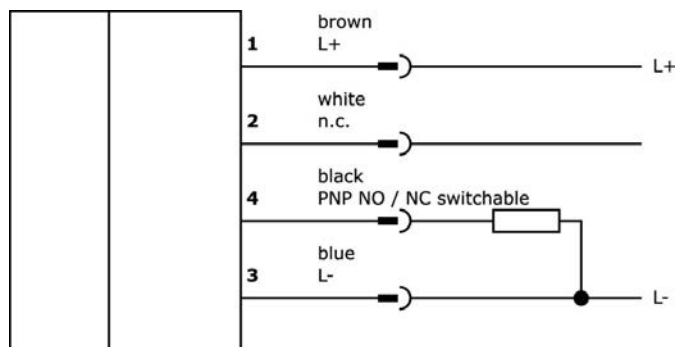 brown
1 L+
L+
white
2 n.c.
black
4 PNP NO / NC switchable
blue
3 L-
L-